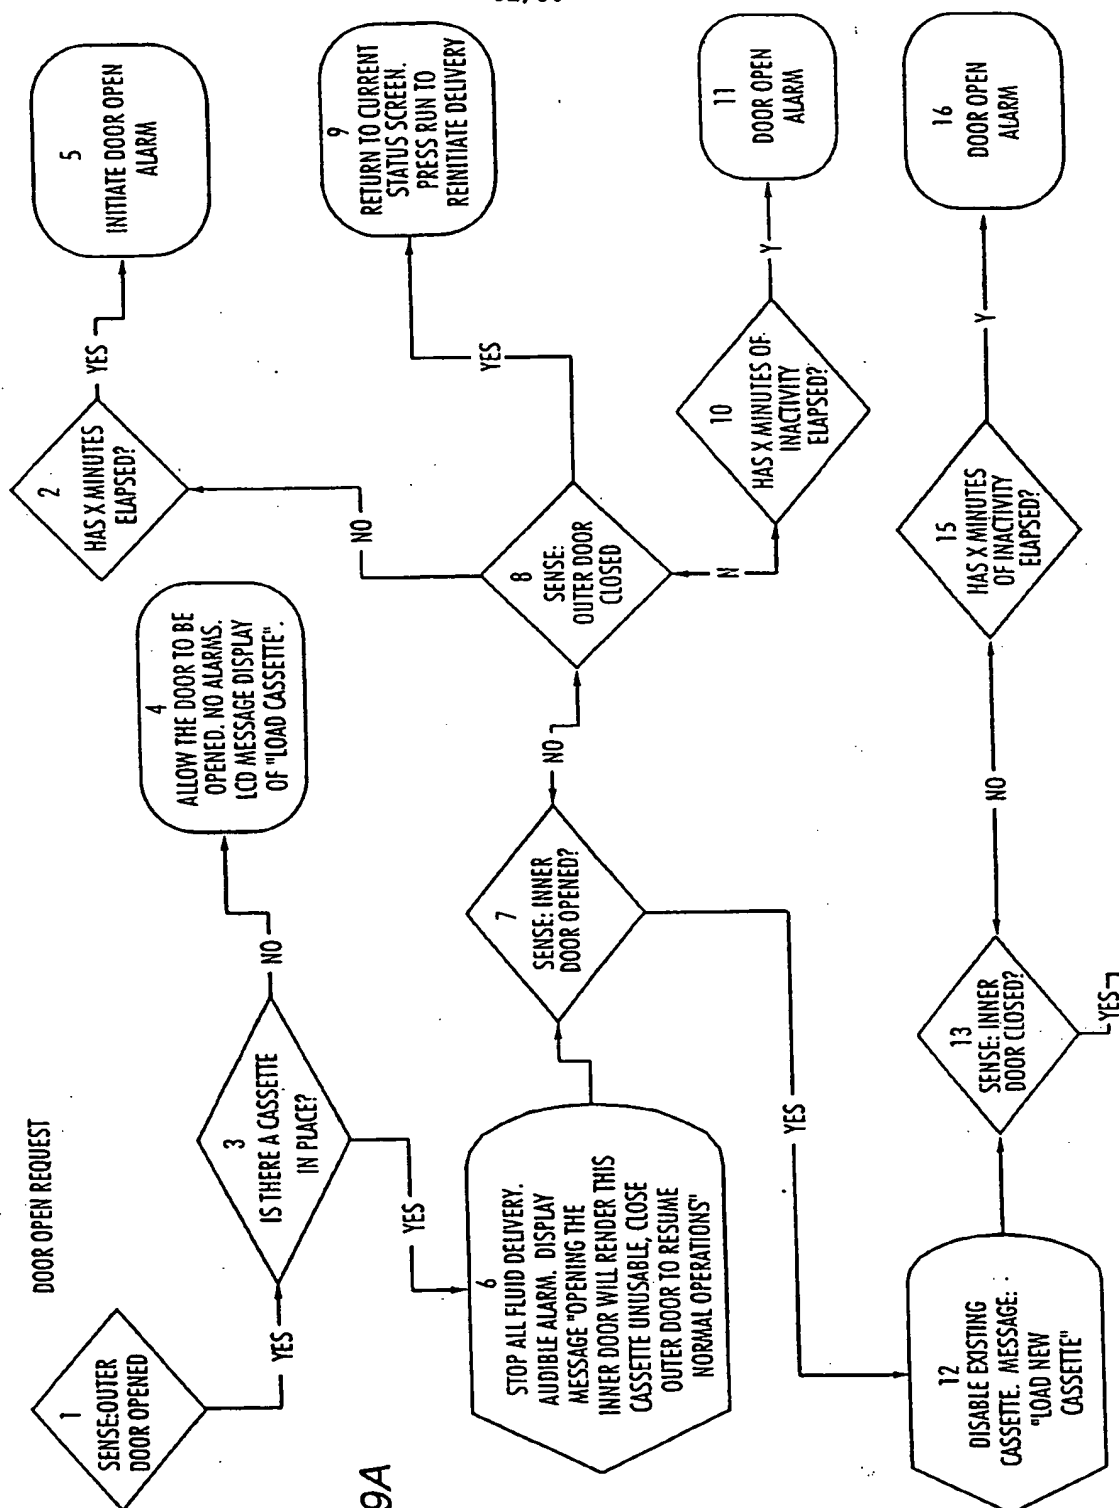 DOOR OPEN REQUEST
1
SENSE:OUTER
DOOR OPENED
YES
3
IS THERE A CASSETTE
IN PLACE?
NO
4
ALLOW THE DOOR TO BE
OPENED. NO ALARMS.
LCD MESSAGE DISPLAY
OF "LOAD CASSETTE".
2
HAS X MINUTES
ELAPSED?
YES
5
INITIATE DOOR OPEN
ALARM
YES
6
STOP ALL FLUID DELIVERY.
AUDIBLE ALARM. DISPLAY
MESSAGE "OPENING THE
INNER DOOR WILL RENDER THIS
CASSETTE UNUSABLE, CLOSE
OUTER DOOR TO RESUME
NORMAL OPERATIONS"
7
SENSE: INNER
DOOR OPENED?
NO
8
SENSE:
OUTER DOOR
CLOSED
NO
YES
9
RETURN TO CURRENT
STATUS SCREEN.
PRESS RUN TO
REINITIATE DELIVERY
N
10
HAS X MINUTES OF
INACTIVITY
ELAPSED?
Y
11
DOOR OPEN
ALARM
YES
12
DISABLE EXISTING
CASSETTE. MESSAGE:
"LOAD NEW
CASSETTE"
13
SENSE: INNER
DOOR CLOSED?
YES
NO
15
HAS X MINUTES
OF INACTIVITY
ELAPSED?
Y
16
DOOR OPEN
ALARM
9A